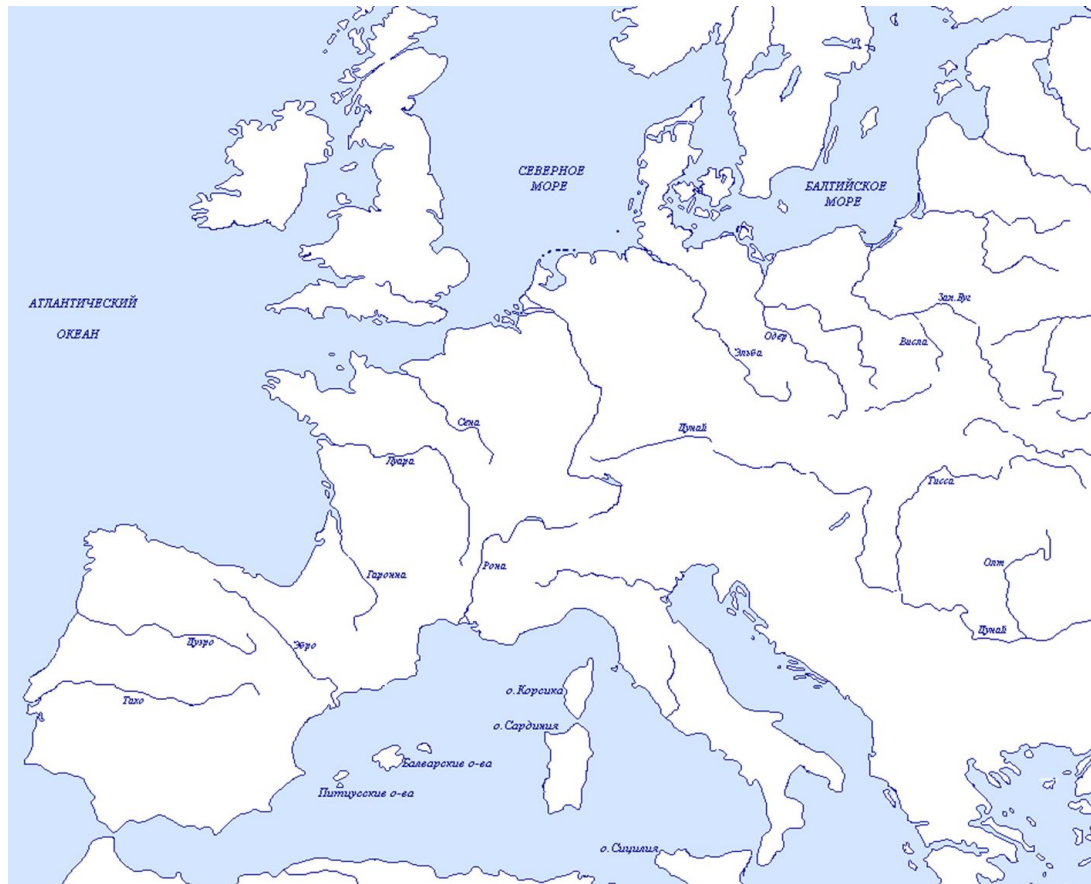 СЕВЕРНОЕ
МОРЕ
БАЛТИЙСКОЕ
МОРЕ
АТЛАНТИЧЕСКИЙ
ОКЕАН
Зап. Буг
Одер
Висла
Эльба
Сена
Дунай
Луара
Тисса
Рона
Гаронна
Олт
Дунай
Дуэро
Эбро
Тахо
о. Корсика
о. Сардиния
Балеарские о-ва
Питиусские о-ва
о. Сицилия